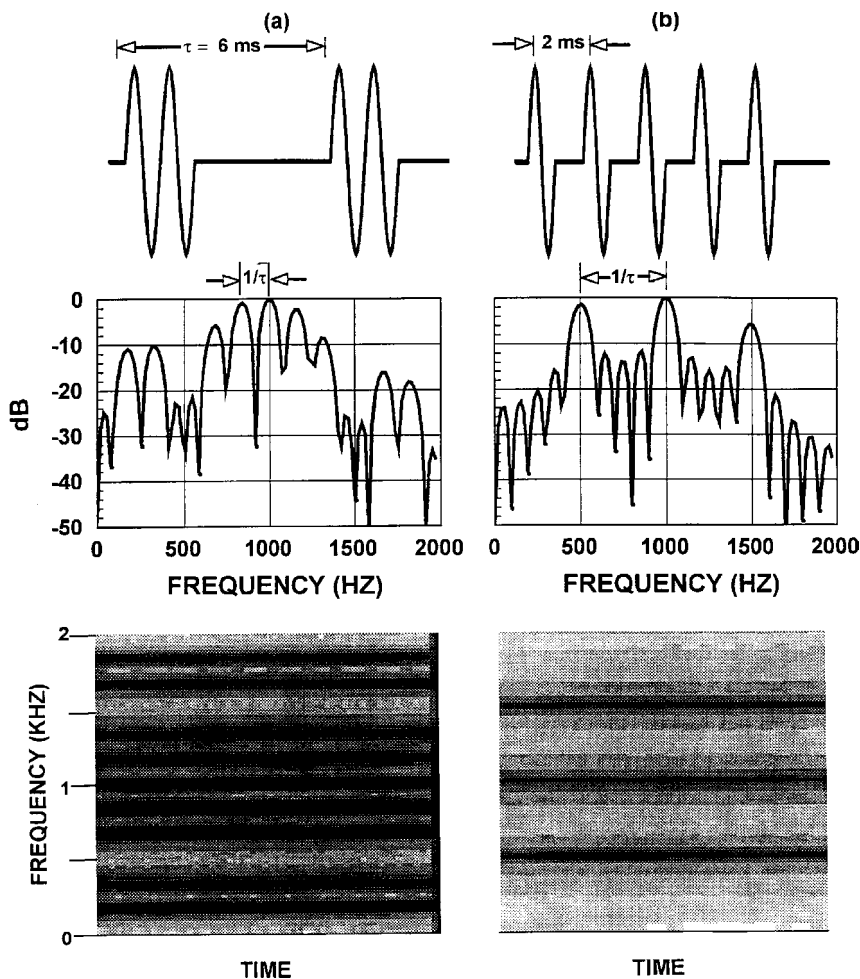 (a)
(b)
τ = 6 ms
2 ms
1/τ
1/τ
0
-10
-20
-30
-40
-50
dB
0 500 1000 1500 2000
0 500 1000 1500 2000
FREQUENCY (HZ)
FREQUENCY (HZ)
2
1
0
FREQUENCY (KHZ)
TIME
TIME